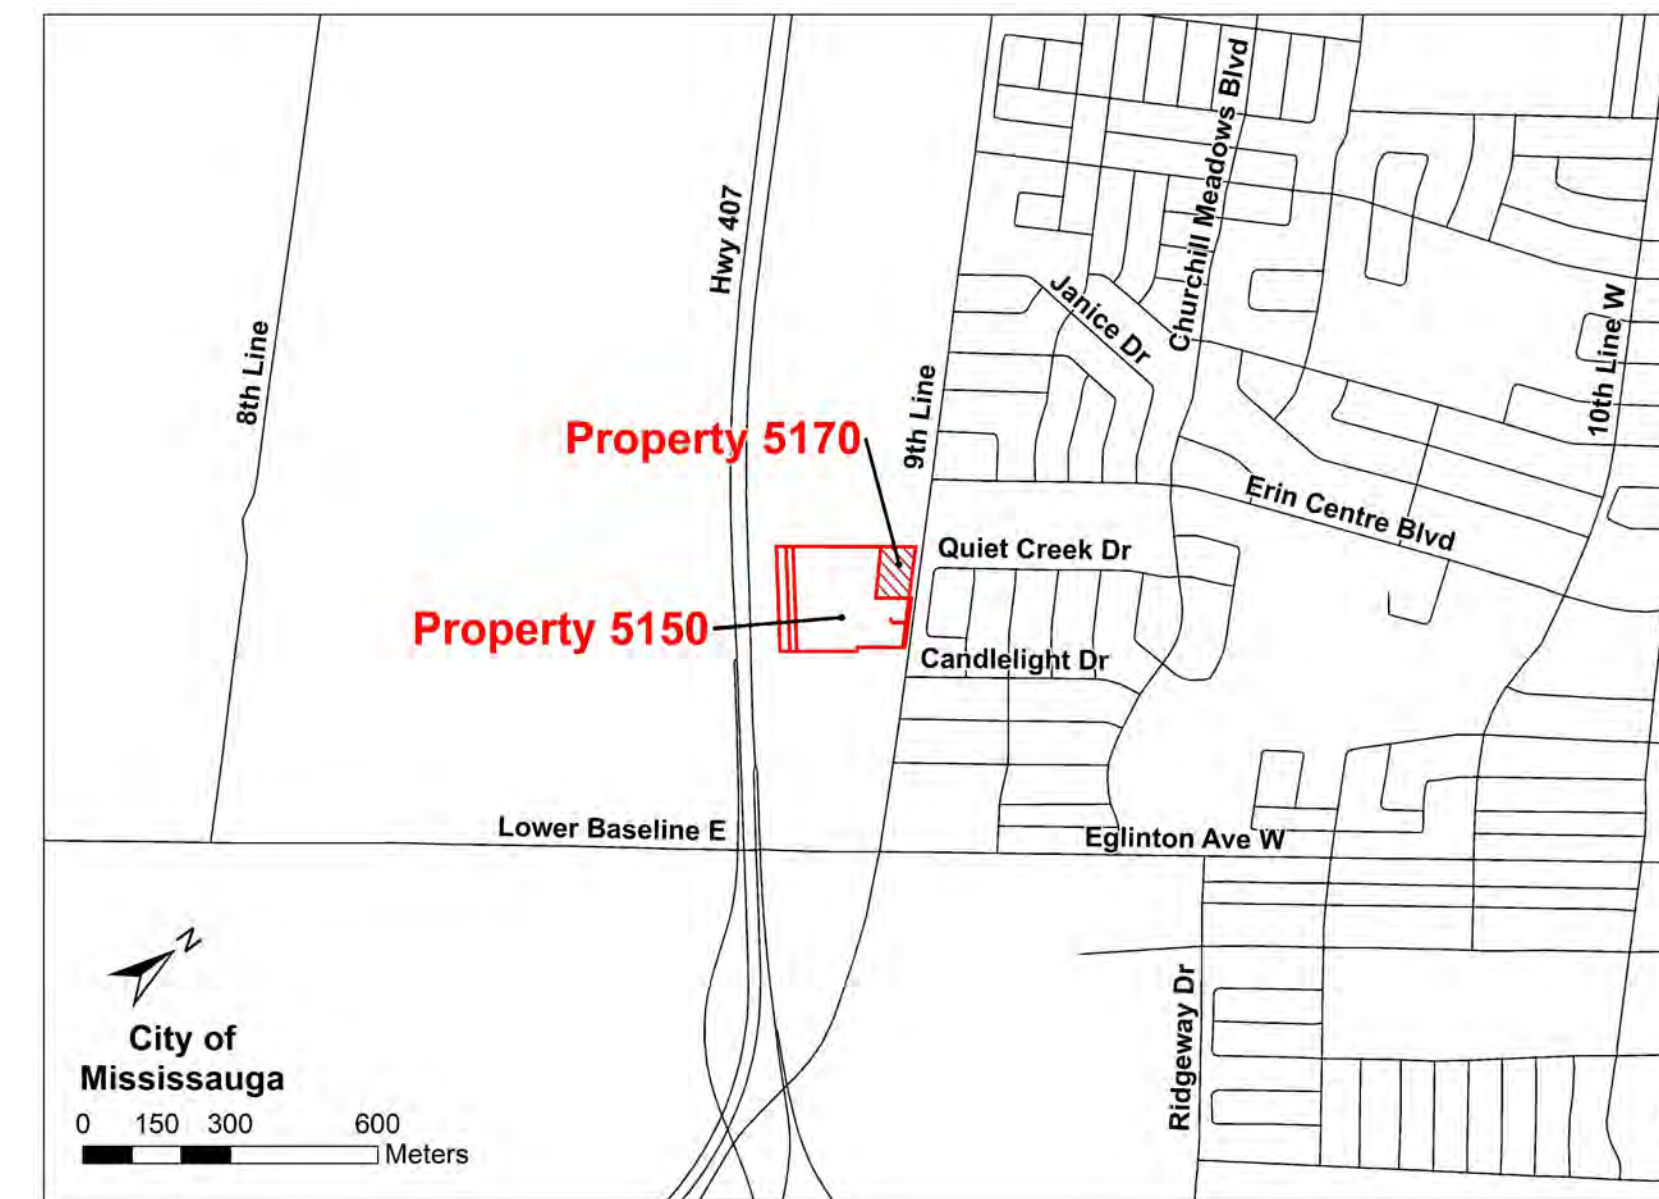 Churchill Meadows Blvd
Hwy 407
Janice Dr
10th Line W
8th Line
9th Line
Property 5170
Erin Centre Blvd
Quiet Creek Dr
Property 5150
Candlelight Dr
Lower Baseline E
Eglinton Ave W
N
Ridgeway Dr
City of
Mississauga
0 150 300 600
Meters